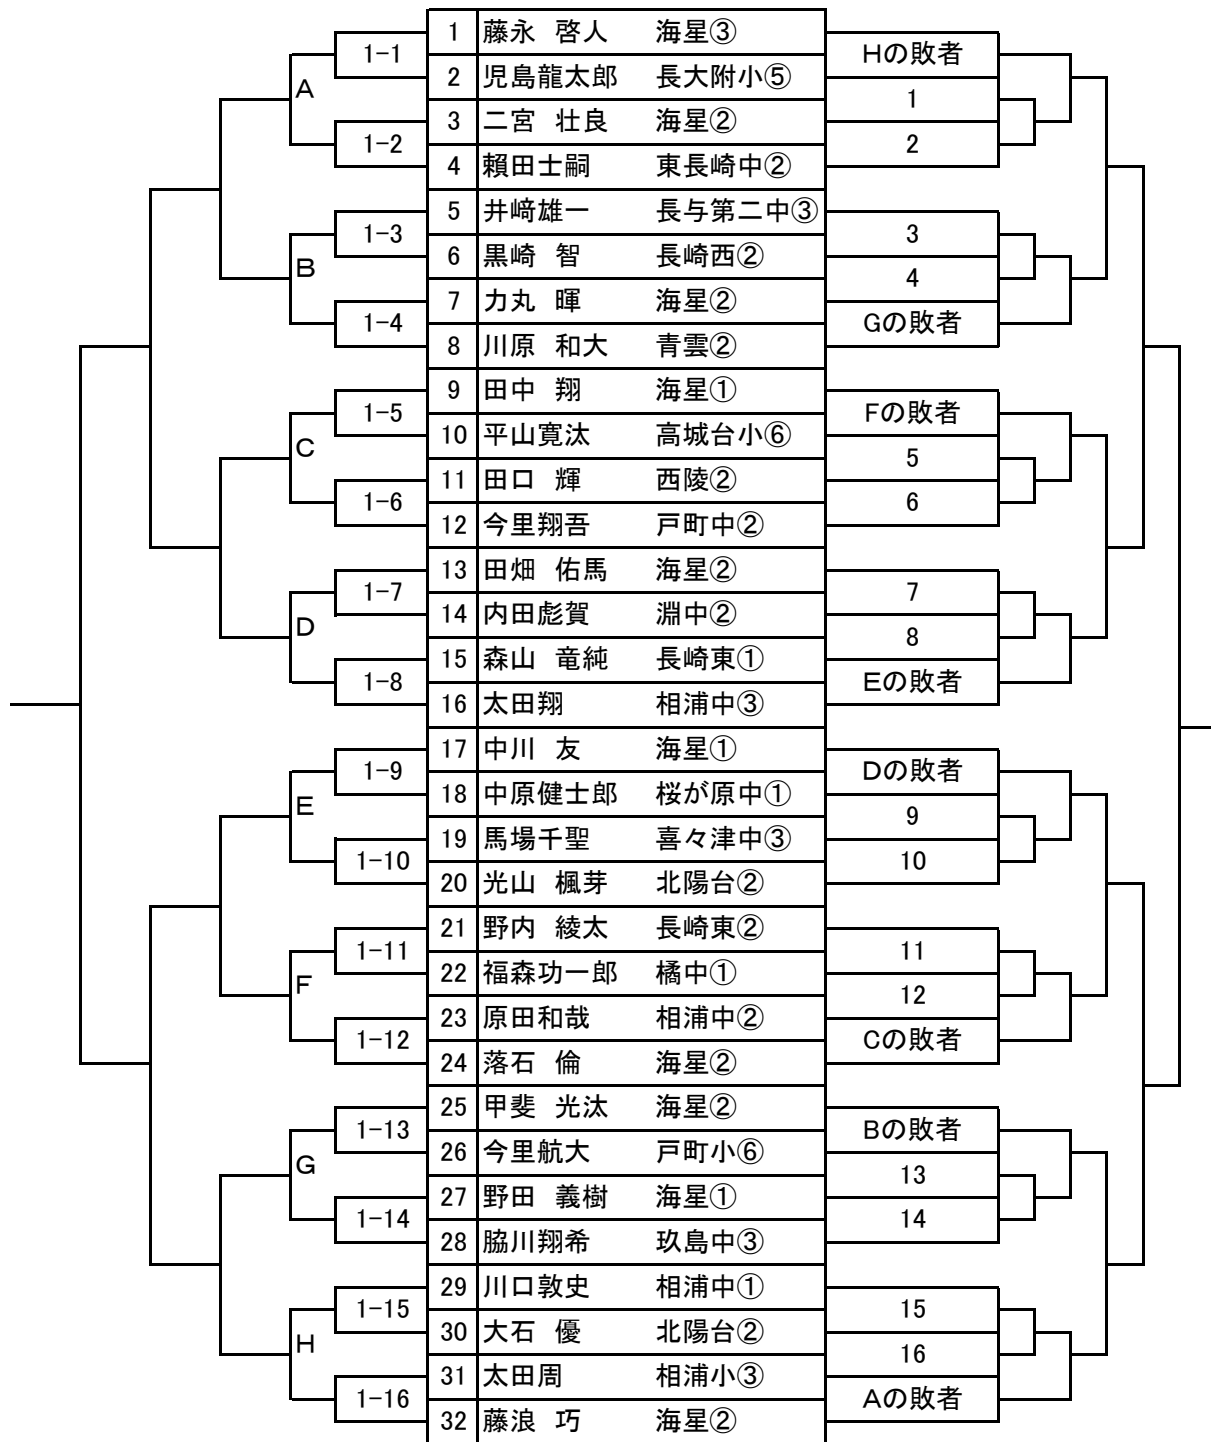 1 藤永 啓人 海星③
1-1 Hの敗者
A 2 児島龍太郎 長大附小⑤
1
3 二宮 壮良 海星②
1-2 2
4 賴田士嗣 東長崎中②
5 井﨑雄一 長与第二中③
1-3 3
B 6 黒崎 智 長崎西②
4
7 力丸 暉 海星②
1-4 Gの敗者
8 川原 和大 青雲②
9 田中 翔 海星①
1-5 Fの敗者
C 10 平山寛汰 高城台小⑥
5
11 田口 輝 西陵②
1-6 6
12 今里翔吾 戸町中②
13 田畑 佑馬 海星②
1-7 7
D 14 内田彪賀 淵中②
8
15 森山 竜純 長崎東①
1-8 Eの敗者
16 太田翔 相浦中③
17 中川 友 海星①
1-9 Dの敗者
E 18 中原健士郎 桜が原中①
9
19 馬場千聖 喜々津中③
1-10 10
20 光山 楓芽 北陽台②
21 野内 綾太 長崎東②
1-11 11
F 22 福森功一郎 橘中①
12
23 原田和哉 相浦中②
1-12 Cの敗者
24 落石 倫 海星②
25 甲斐 光汰 海星②
1-13 Bの敗者
G 26 今里航大 戸町小⑥
13
27 野田 義樹 海星①
1-14 14
28 脇川翔希 玖島中③
29 川口敦史 相浦中①
1-15 15
H 30 大石 優 北陽台②
16
31 太田周 相浦小③
1-16 Aの敗者
32 藤浪 巧 海星②